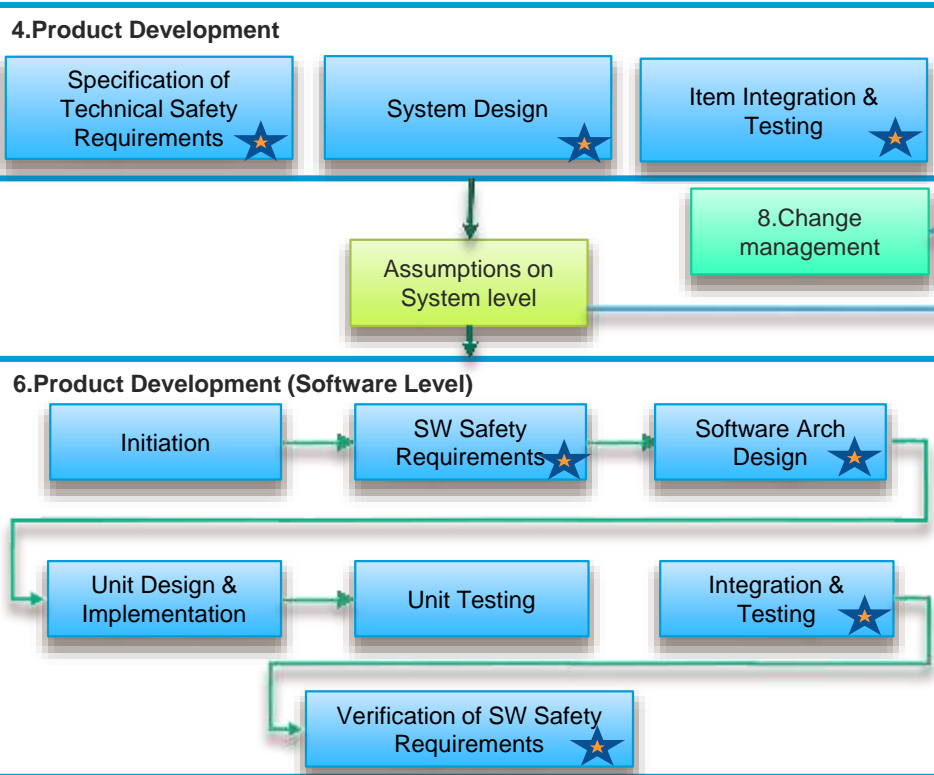 4.Product Development
Specification of
Technical Safety
Requirements
System Design
Item Integration &
Testing
8.Change
management
Assumptions on
System level
6.Product Development (Software Level)
Initiation
SW Safety
Requirements
Software Arch
Design
Unit Design &
Implementation
Unit Testing
Integration &
Testing
Verification of SW Safety
Requirements